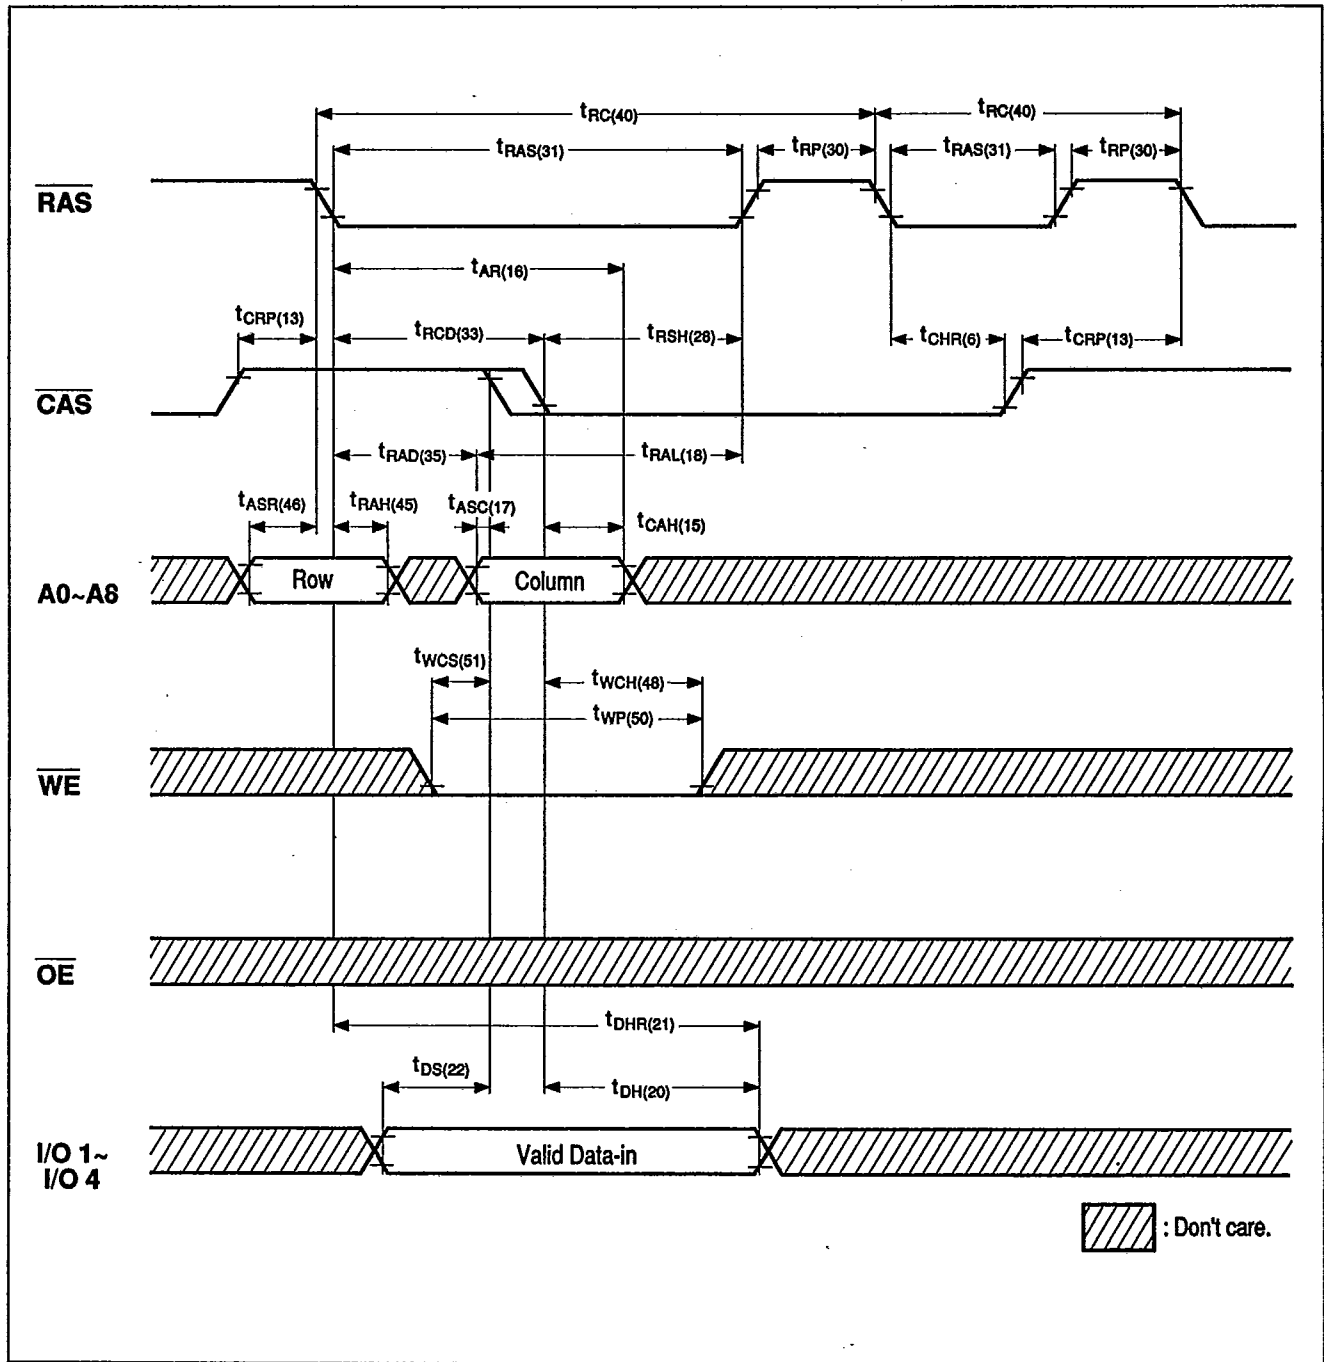 tRC(40) tRC(40)
tRAS(31) tRP(30) tRAS(31) tRP(30)
RAS
tAR(16)
tCRP(13) tRCD(33) tRSH(28) tCHR(6) tCRP(13)
CAS
tRAD(35) tRAL(18)
tASR(46) tRAH(45) tASC(17) tCAH(15)
A0~A8 Row Column
tWCS(51) tWCH(48)
tWP(50)
WE
OE
tDHR(21)
tDS(22) tDH(20)
I/O 1~
I/O 4 Valid Data-in
: Don't care.